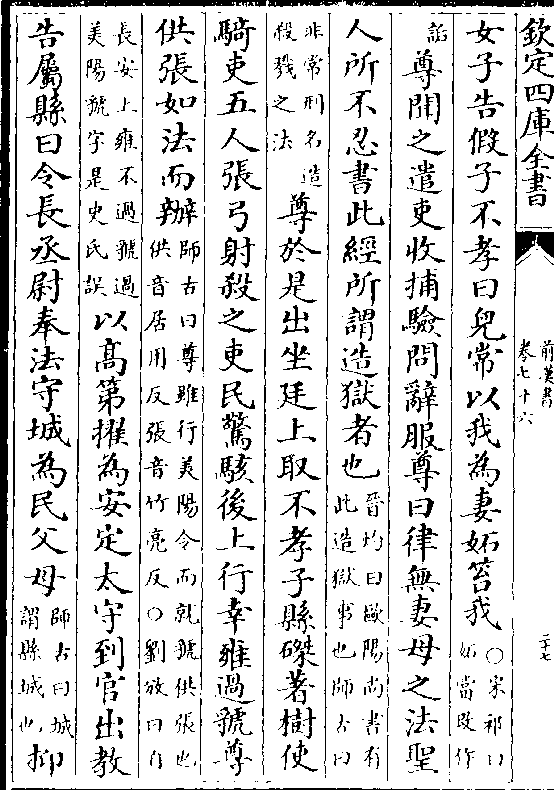 欽定四庫全書
前漢書
卷七十六
二十七
女子告假子不孝曰兒常以我為妻妬笞我
○宋祁曰
妬當改作
詬
尊聞之遣吏收捕驗問辭服尊曰律無妻母之法聖
人所不忍書此經所謂造獄者也
晉灼曰歐陽尚書有
此造獄事也師古曰
非常刑名造
殺戮之法
尊於是出坐廷上取不孝子縣磔著樹使
騎吏五人張弓射殺之吏民驚駭後上行幸雍過虢尊
供張如法而辦
師古曰尊雖行美陽令而就虢供張也
供音居用反張音竹亮反○劉攽曰自
長安上雍不過虢過
美陽虢字是史氏誤
以高第擢為安定太守到官出教
告屬縣曰令長丞尉奉法守城為民父母
師古曰城
謂縣城也
抑